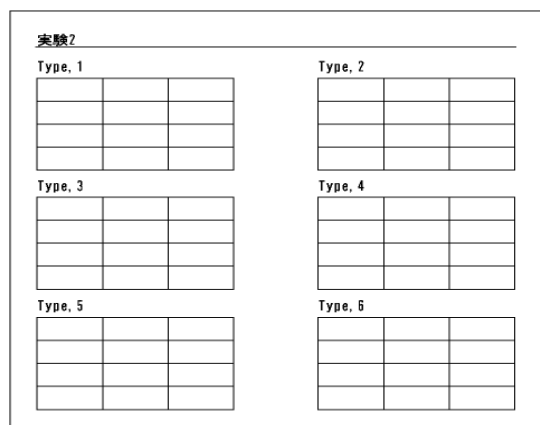 実験2
Type, 1
Type, 2
Type, 3
Type, 4
Type, 5
Type, 6